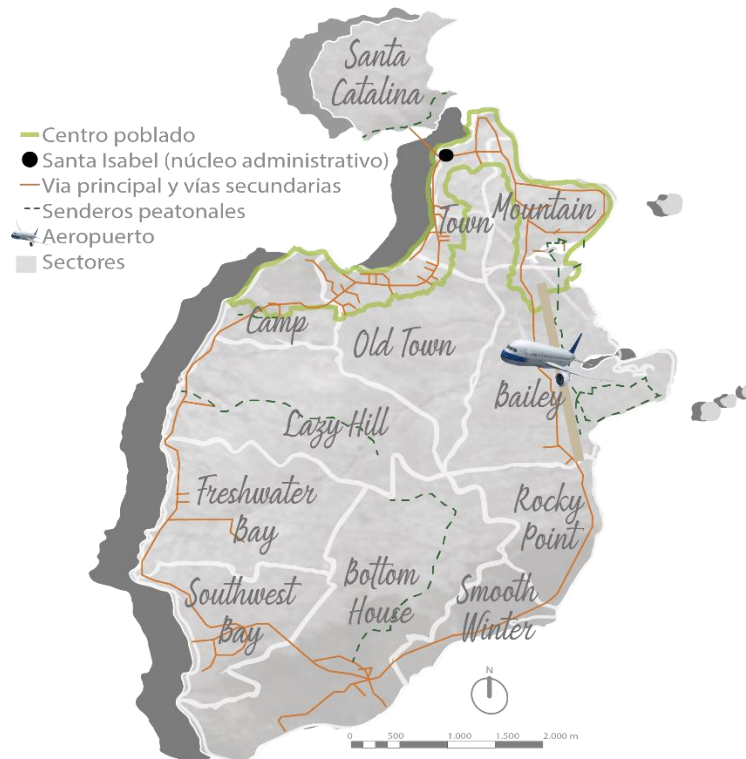 Santa
Catalina
Centro poblado
Santa Isabel (núcleo administrativo)
Via principal y vías secundarias
Senderos peatonales
Aeropuerto
Sectores
Town
Mountain
Camp
Old Town
Bailey
Lazy Hill
Freshwater
Bay
Rocky
Point
Southwest
Bay
Bottom
House
Smooth
Winter
N
0 500 1.000 1.500 2.000 m